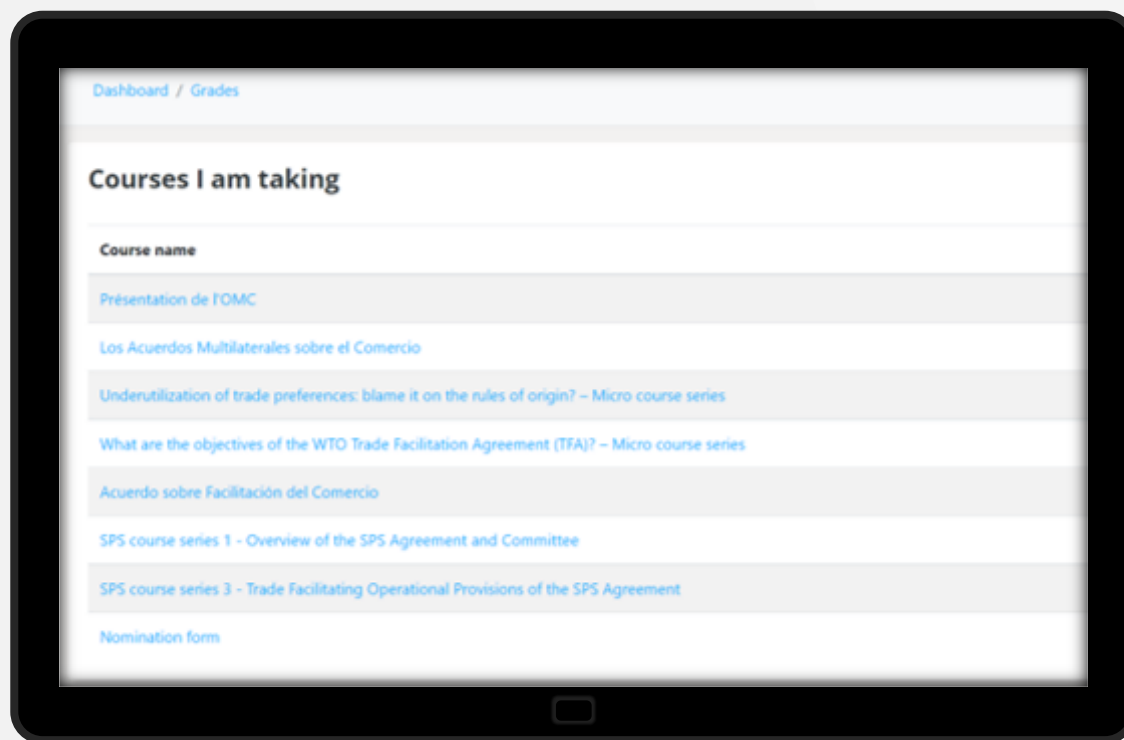 Dashboard / Grades
Courses I am taking
Course name
Présentation de l'OMC
Los Acuerdos Multilaterales sobre el Comercio
Underutilization of trade preferences: blame it on the rules of origin? – Micro course series
What are the objectives of the WTO Trade Facilitation Agreement (TFA)? – Micro course series
Acuerdo sobre Facilitación del Comercio
SPS course series 1 - Overview of the SPS Agreement and Committee
SPS course series 3 - Trade Facilitating Operational Provisions of the SPS Agreement
Nomination form